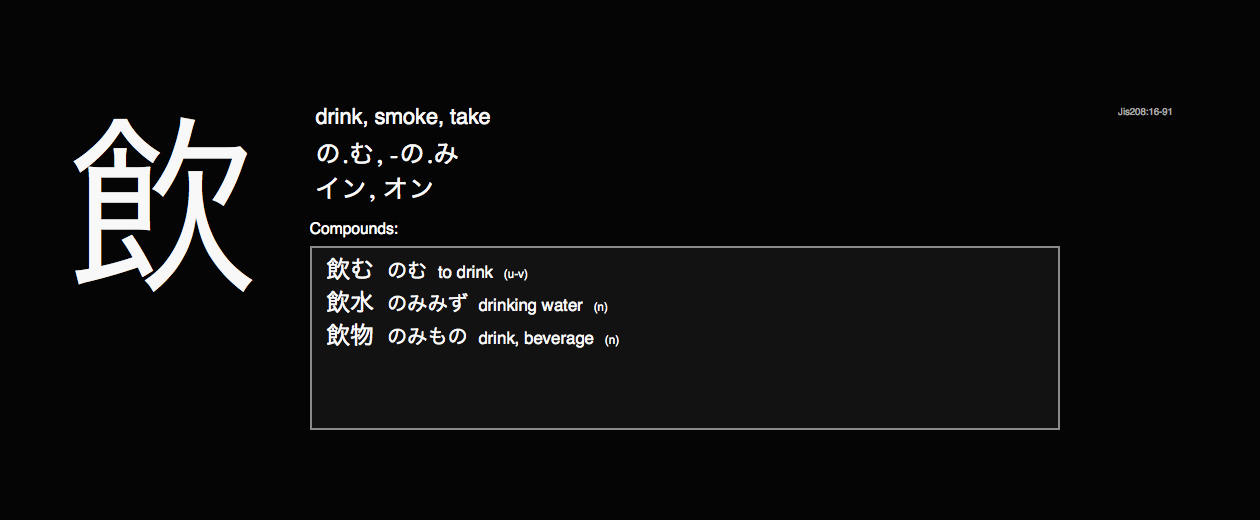 飲
drink, smoke, take
の.む, -の.み
イン, オン
Jis208:16-91
Compounds:
飲む のむ to drink (u-v)
飲水 のみみず drinking water (n)
飲物 のみもの drink, beverage (n)